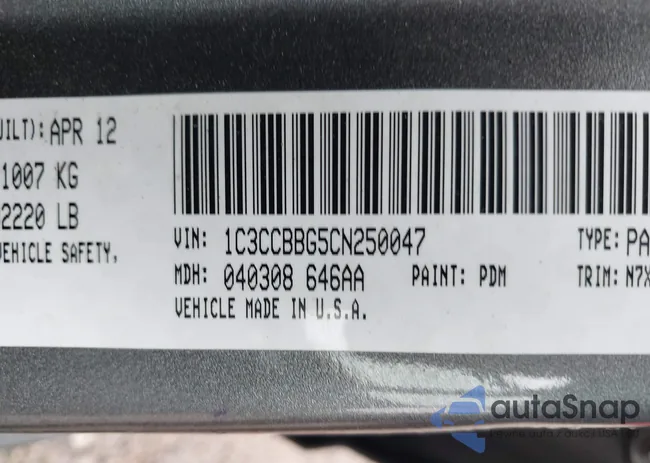 UILT): APR 12
1007 KG
2220 LB
VEHICLE SAFETY,
VIN: 1C3CCBBG5CN250047 TYPE: PA
MDH: 040308 646AA PAINT: PDM TRIM: N7X
VEHICLE MADE IN U.S.A.
autoSnap